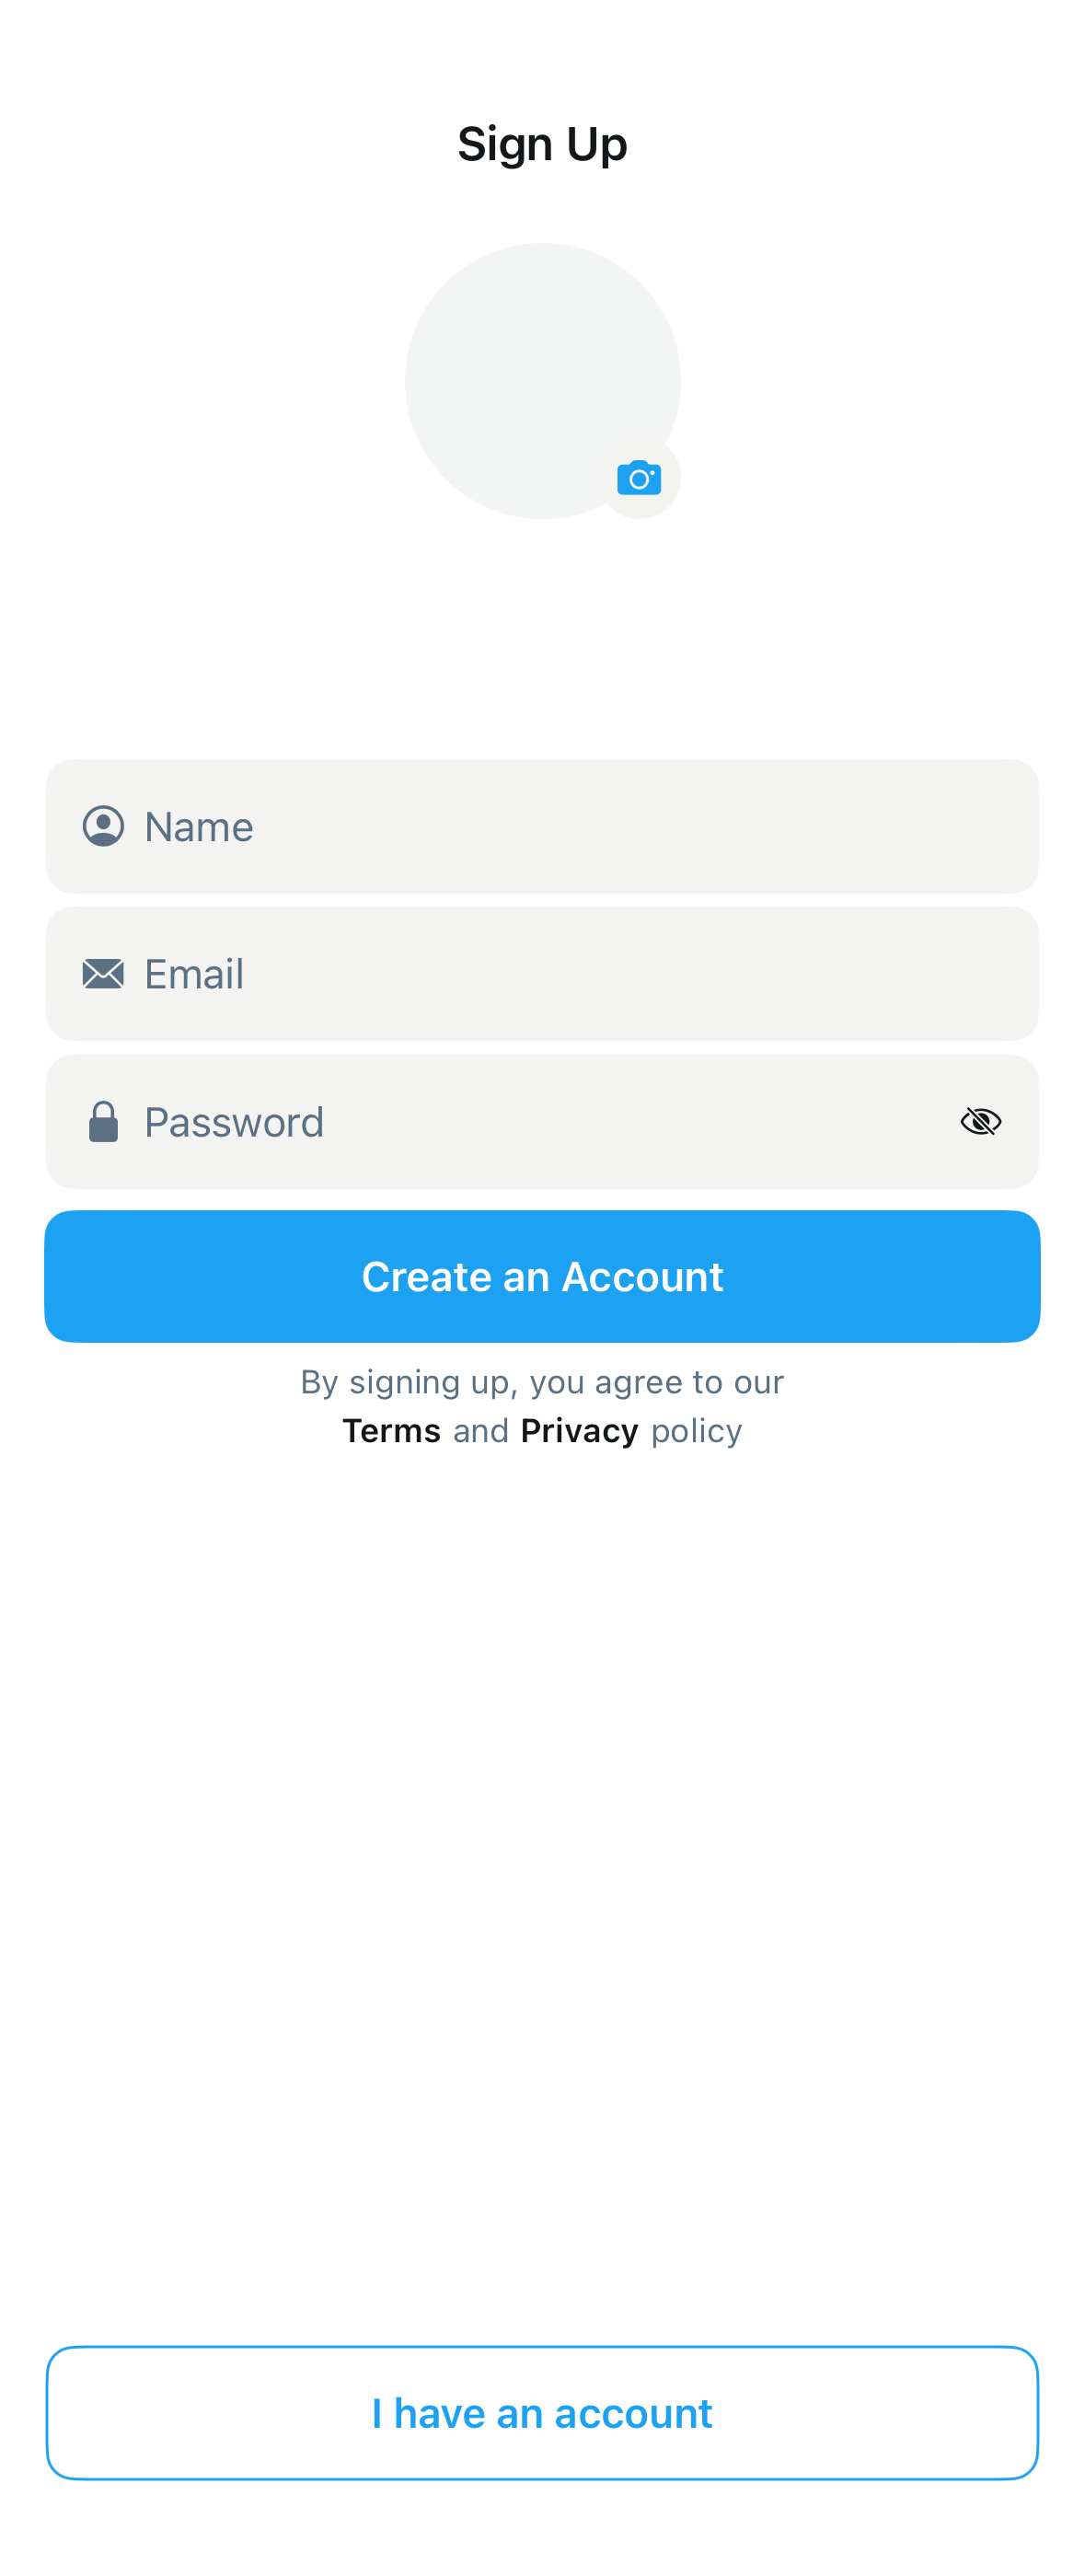 Sign Up
Name
Email
Password
Create an Account
By signing up, you agree to our
Terms and Privacy policy
I have an account